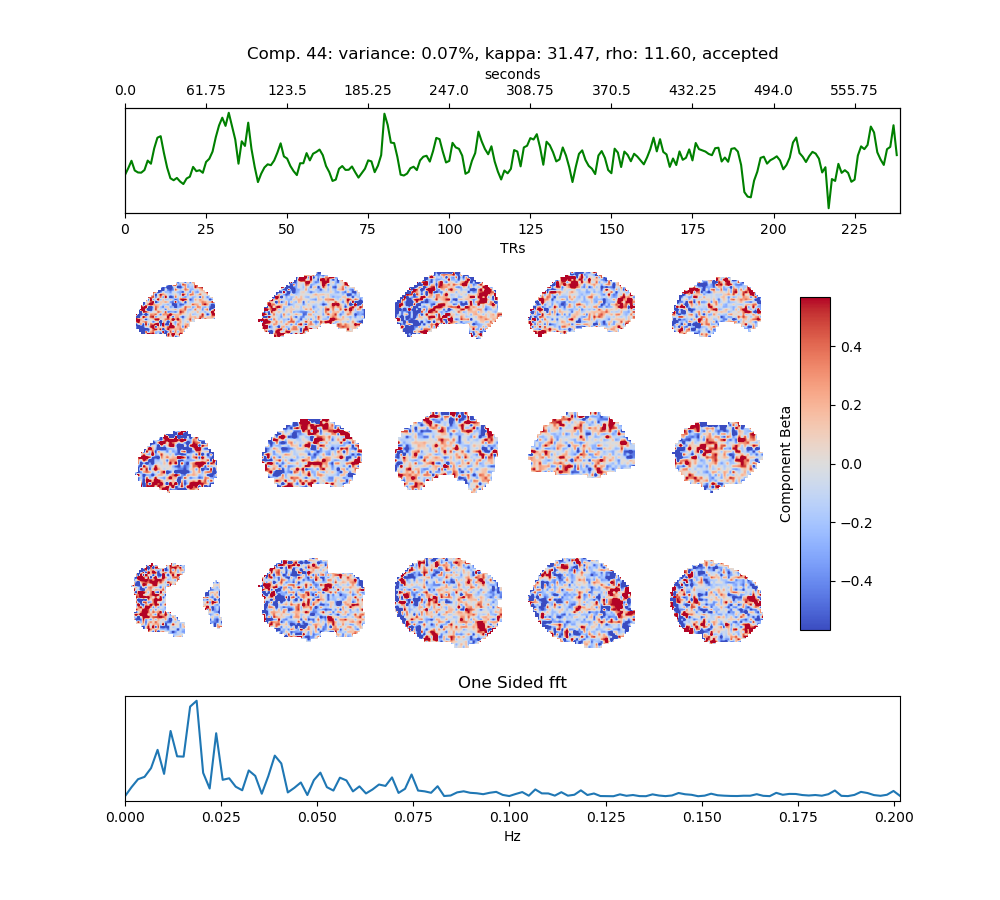 Comp. 44: variance: 0.07%, kappa: 31.47, rho: 11.60, accepted
seconds
0.0 61.75 123.5 185.25 247.0 308.75 370.5 432.25 494.0 555.75
0 25 50 75 100 125 150 175 200 225
TRs
0.4
0.2
0.0
−0.2
−0.4
Component Beta
One Sided fft
0.000 0.025 0.050 0.075 0.100 0.125 0.150 0.175 0.200
Hz